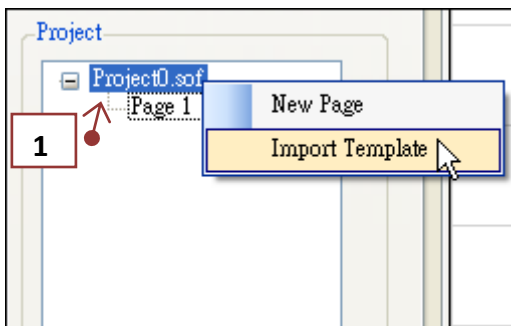 Project
Project0.sof
Page 1
New Page
Import Template
1